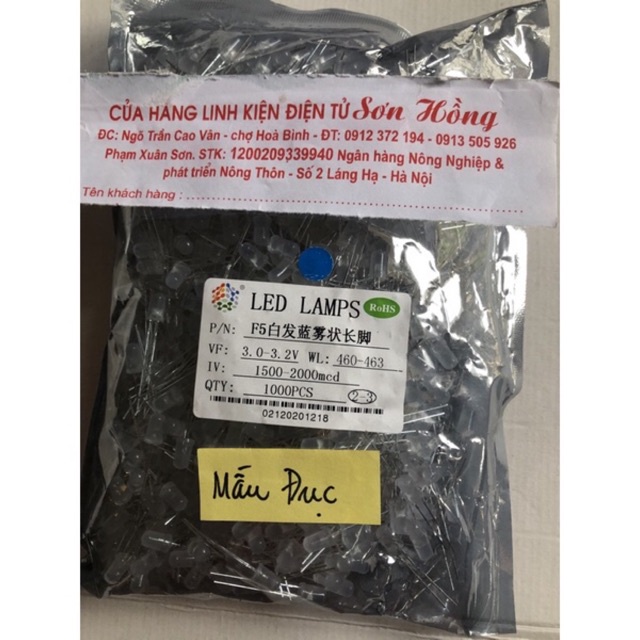 CỦA HÀNG LINH KIỆN ĐIỆN TỬ Sơn Hồng
ĐC: Ngõ Trần Cao Vân - chợ Hoà Bình - ĐT: 0912 372 194 - 0913 505 926
Phạm Xuân Sơn. STK: 1200209339940 Ngân hàng Nông Nghiệp &
phát triển Nông Thôn - Số 2 Láng Hạ - Hà Nội
Tên khách hàng :
LED LAMPS RoHS
P/N: F5白发蓝雾状长脚
VF: 3.0-3.2V WL: 460-463
IV: 1500-2000mcd
QTY: 1000PCS 2-3
02120201218
Mẫu Đục